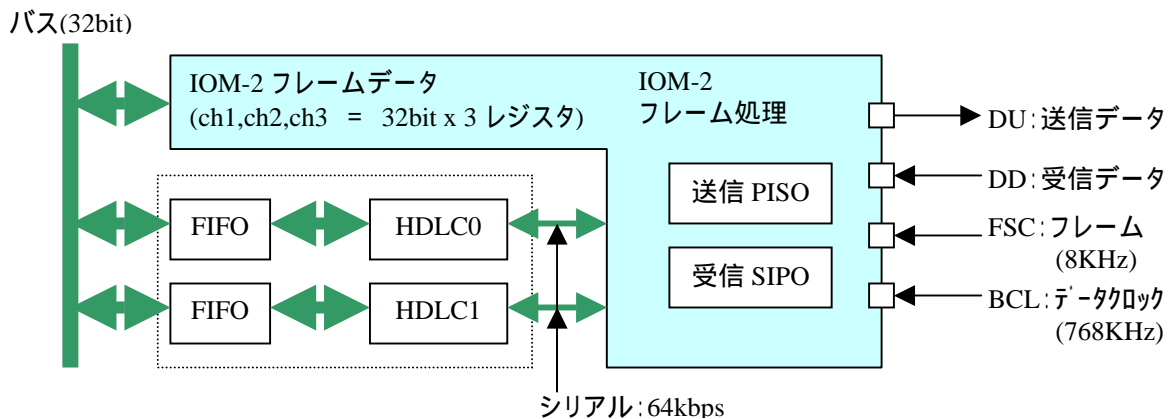 バス(32bit)
IOM-2 フレームデータ
(ch1,ch2,ch3 = 32bit x 3 レジスタ)
IOM-2
フレーム処理
DU:送信データ
送信 PISO
DD:受信データ
FIFO
HDLC0
FSC:フレーム
(8KHz)
受信 SIPO
FIFO
HDLC1
BCL:データクロック
(768KHz)
シリアル:64kbps